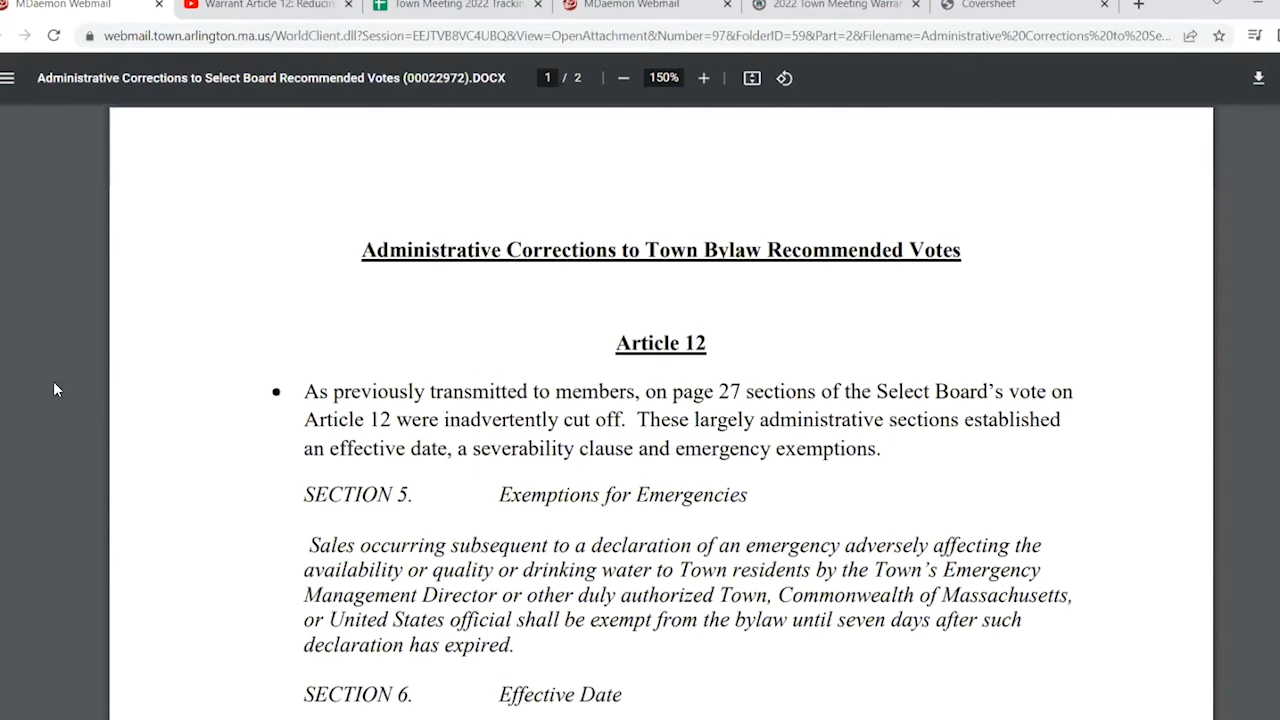 MDaemon Webmail
Warrant Article 12: Reducin
Town Meeting 2022 Trackin
MDaemon Webmail
2022 Town Meeting Warran
Coversheet
webmail.town.arlington.ma.us/WorldClient.dll?Session=EEJTVB8VC4UBQ&View=OpenAttachment&Number=97&FolderID=59&Part=2&Filename=Administrative%20Corrections%20to%20Se...
Administrative Corrections to Select Board Recommended Votes (00022972).DOCX
1 / 2
150%
Administrative Corrections to Town Bylaw Recommended Votes
Article 12
• As previously transmitted to members, on page 27 sections of the Select Board’s vote on
Article 12 were inadvertently cut off. These largely administrative sections established
an effective date, a severability clause and emergency exemptions.
SECTION 5. Exemptions for Emergencies
Sales occurring subsequent to a declaration of an emergency adversely affecting the
availability or quality or drinking water to Town residents by the Town’s Emergency
Management Director or other duly authorized Town, Commonwealth of Massachusetts,
or United States official shall be exempt from the bylaw until seven days after such
declaration has expired.
SECTION 6. Effective Date